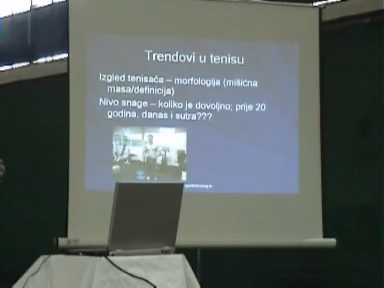 Trendovi u tenisu
Izgled tenisača – morfologija (mišićna
masa/definicija)
Nivo snage – koliko je dovoljno; prije 20
godina, danas i sutra???